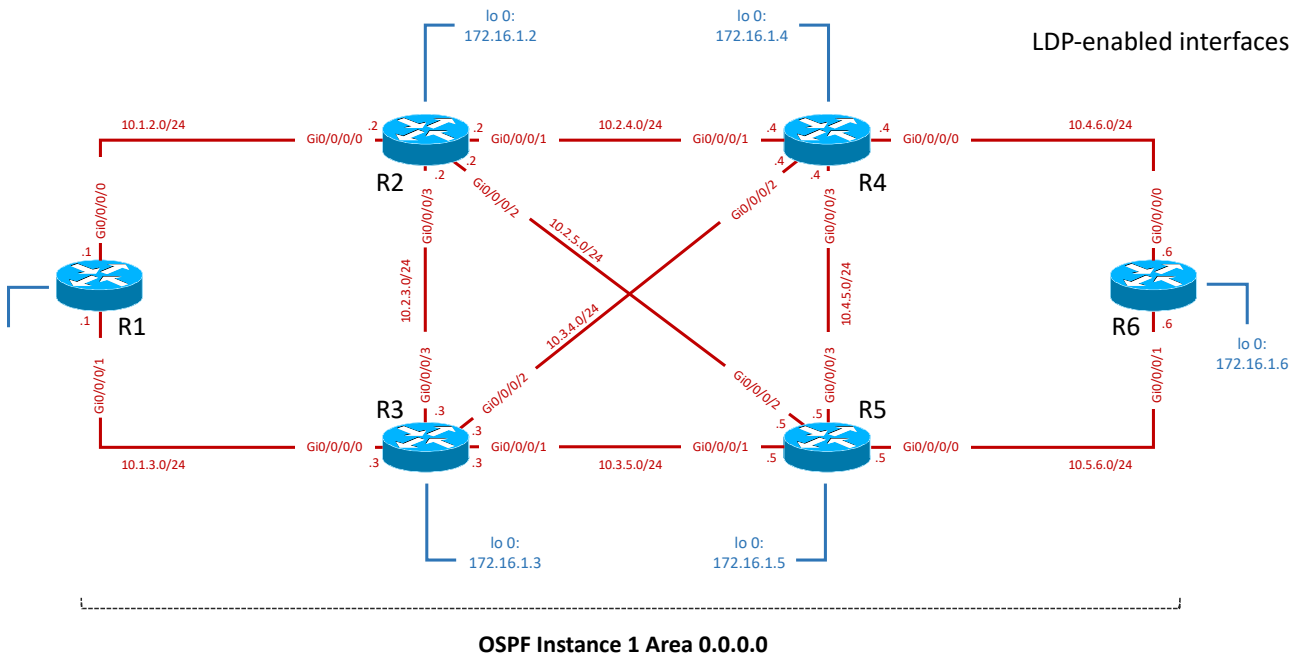 lo 0:
172.16.1.2
lo 0:
172.16.1.4
LDP-enabled interfaces
10.1.2.0/24
Gi0/0/0/0
.2
.2
Gi0/0/0/1
10.2.4.0/24
Gi0/0/0/1
.4
.4
Gi0/0/0/0
10.4.6.0/24
.2
.2
.4
.4
R2
R4
Gi0/0/0/0
Gi0/0/0/3
Gi0/0/0/2
Gi0/0/0/2
Gi0/0/0/3
Gi0/0/0/0
.1
10.2.5.0/24
.6
10.2.3.0/24
10.4.5.0/24
.1
R1
10.3.4.0/24
R6
.6
lo 0:
172.16.1.6
Gi0/0/0/1
Gi0/0/0/3
Gi0/0/0/2
Gi0/0/0/2
Gi0/0/0/3
Gi0/0/0/1
R3
R5
.3
.3
.5
.5
Gi0/0/0/0
Gi0/0/0/1
Gi0/0/0/1
Gi0/0/0/0
10.1.3.0/24
.3
.3
10.3.5.0/24
.5
.5
10.5.6.0/24
lo 0:
172.16.1.3
lo 0:
172.16.1.5
OSPF Instance 1 Area 0.0.0.0